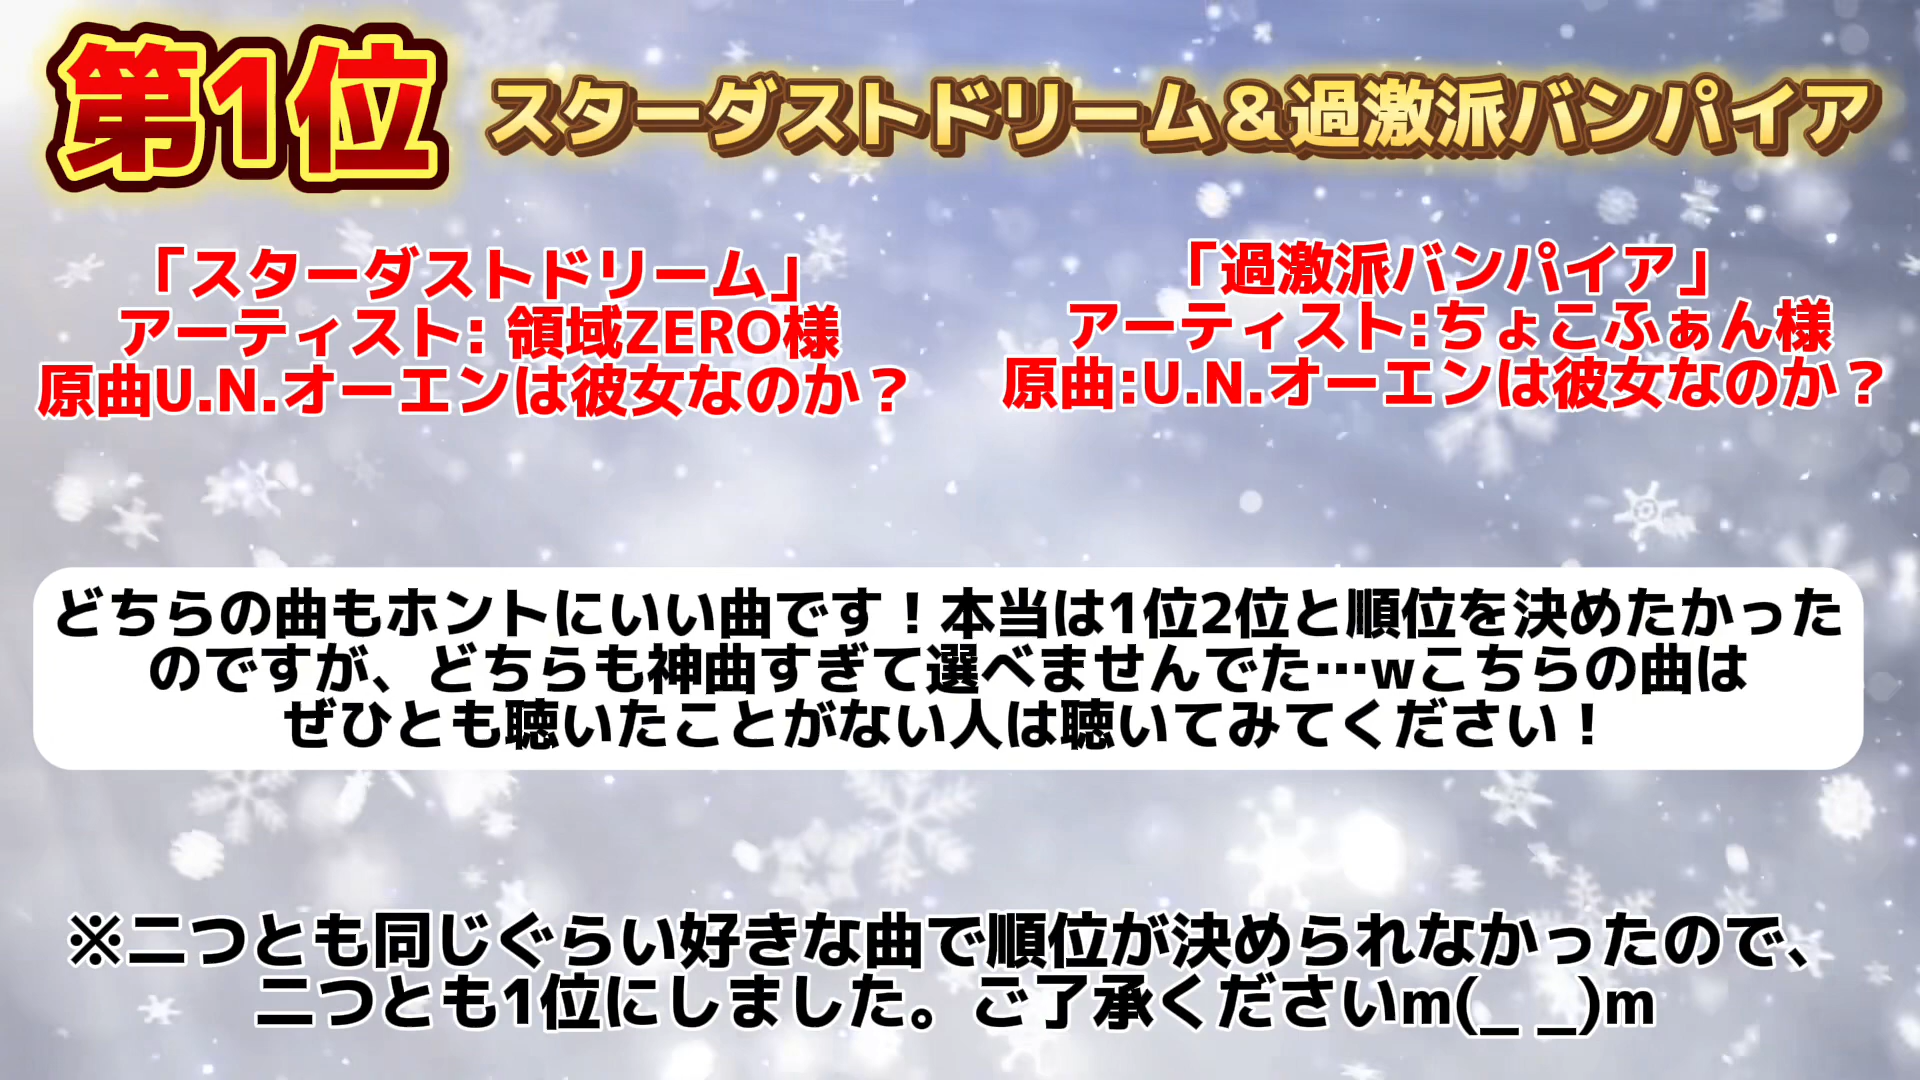 第1位 スターダストドリーム＆過激派バンパイア
「スターダストドリーム」
アーティスト: 領域ZERO様
原曲U.N.オーエンは彼女なのか？
「過激派バンパイア」
アーティスト:ちょこふぁん様
原曲:U.N.オーエンは彼女なのか？
どちらの曲もホントにいい曲です！本当は1位2位と順位を決めたかった
のですが、どちらも神曲すぎて選べませんでた…wこちらの曲は
ぜひとも聴いたことがない人は聴いてみてください！
※二つとも同じぐらい好きな曲で順位が決められなかったので、
二つとも1位にしました。ご了承くださいm(_ _)m